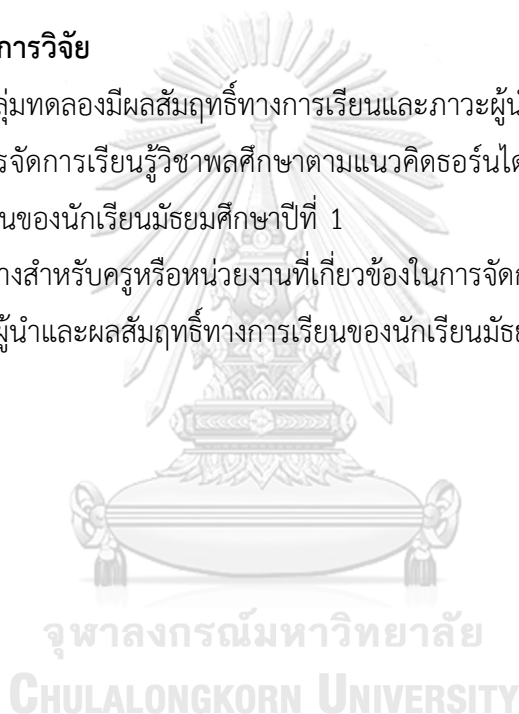 การวิจัย
ลุ่มทดลองมีผลสัมฤทธิ์ทางการเรียนและภาวะผู้นำ
รจัดการเรียนรู้วิชาพลศึกษาตามแนวคิดธอร์นได
นของนักเรียนมัธยมศึกษาปีที่ 1
างสำหรับครูหรือหน่วยงานที่เกี่ยวข้องในการจัดก
ผู้นำและผลสัมฤทธิ์ทางการเรียนของนักเรียนมัธย
จุฬาลงกรณ์มหาวิทยาลัย
CHULALONGKORN UNIVERSITY